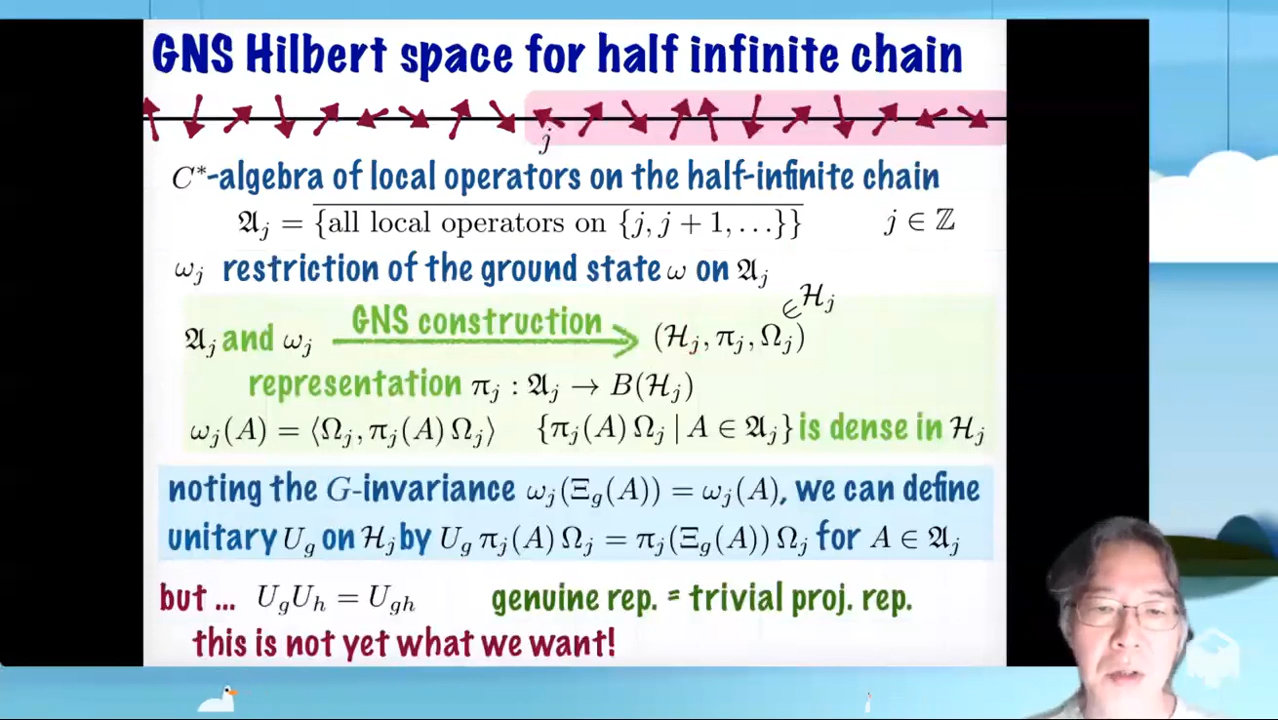 GNS Hilbert space for half infinite chain
j
C*-algebra of local operators on the half-infinite chain
𝔄_j = {all local operators on {j, j + 1, . . .}} j ∈ ℤ
ω_j restriction of the ground state ω on 𝔄_j
∈ ℋ_j
𝔄_j and ω_j GNS construction (ℋ_j, π_j, Ω_j)
representation π_j : 𝔄_j → B(ℋ_j)
ω_j(A) = ⟨Ω_j, π_j(A) Ω_j⟩ {π_j(A) Ω_j | A ∈ 𝔄_j} is dense in ℋ_j
noting the G-invariance ω_j(Ξ_g(A)) = ω_j(A), we can define
unitary U_g on ℋ_j by U_g π_j(A) Ω_j = π_j(Ξ_g(A)) Ω_j for A ∈ 𝔄_j
but ... U_g U_h = U_gh genuine rep. = trivial proj. rep.
this is not yet what we want!